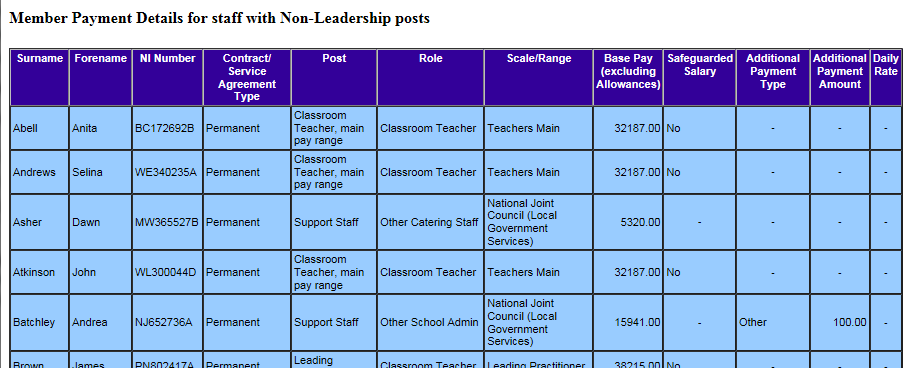 Member Payment Details for staff with Non-Leadership posts
Surname Forename NI Number Contract/ Service Agreement Type Post Role Scale/Range Base Pay (excluding Allowances) Safeguarded Salary Additional Payment Type Additional Payment Amount Daily Rate
Abell Anita BC172692B Permanent Classroom Teacher, main pay range Classroom Teacher Teachers Main 32187.00 No - - -
Andrews Selina WE340235A Permanent Classroom Teacher, main pay range Classroom Teacher Teachers Main 32187.00 No - - -
Asher Dawn MW365527B Permanent Support Staff Other Catering Staff National Joint Council (Local Government Services) 5320.00 - - - -
Atkinson John WL300044D Permanent Classroom Teacher, main pay range Classroom Teacher Teachers Main 32187.00 No - - -
Batchley Andrea NJ652736A Permanent Support Staff Other School Admin National Joint Council (Local Government Services) 15941.00 - Other 100.00 -
Brown James PN802417A Permanent Leading Classroom Teacher Leading Practitioner 38215.00 No